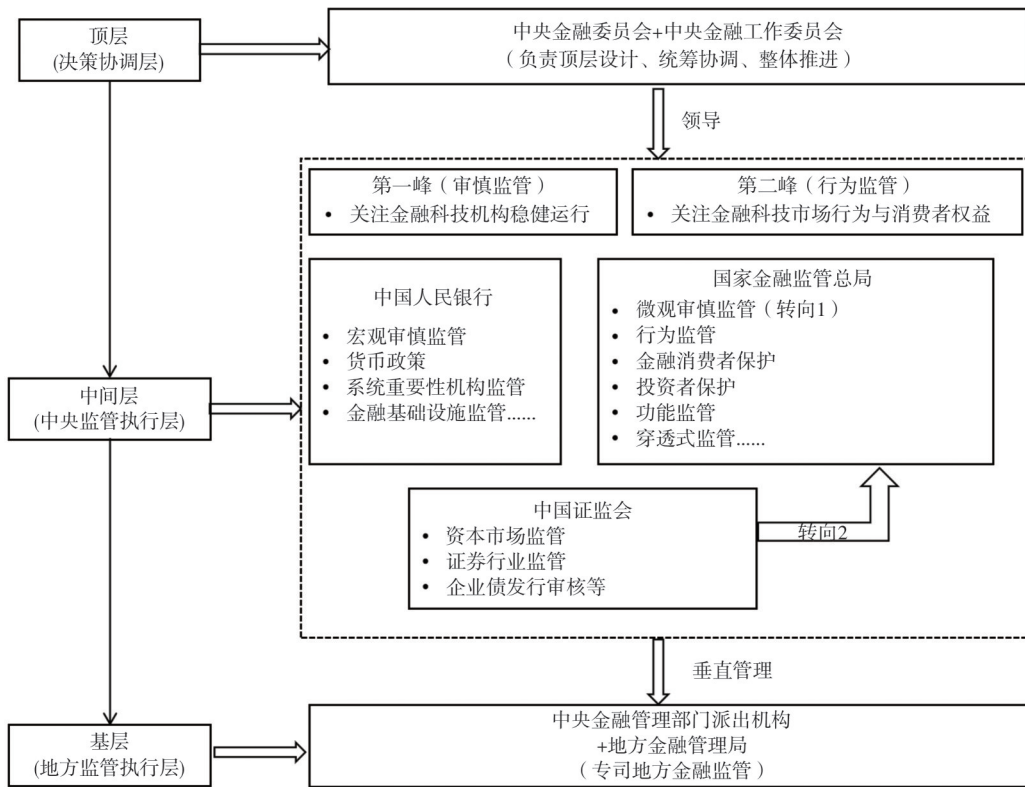 顶层
(决策协调层)
中央金融委员会+中央金融工作委员会
（负责顶层设计、统筹协调、整体推进）
领导
第一峰（审慎监管）
• 关注金融科技机构稳健运行
第二峰（行为监管）
• 关注金融科技市场行为与消费者权益
中国人民银行
• 宏观审慎监管
• 货币政策
• 系统重要性机构监管
• 金融基础设施监管......
国家金融监管总局
• 微观审慎监管（转向1）
• 行为监管
• 金融消费者保护
• 投资者保护
• 功能监管
• 穿透式监管......
中间层
(中央监管执行层)
中国证监会
• 资本市场监管
• 证券行业监管
• 企业债发行审核等
转向2
垂直管理
基层
(地方监管执行层)
中央金融管理部门派出机构
+地方金融管理局
（专司地方金融监管）